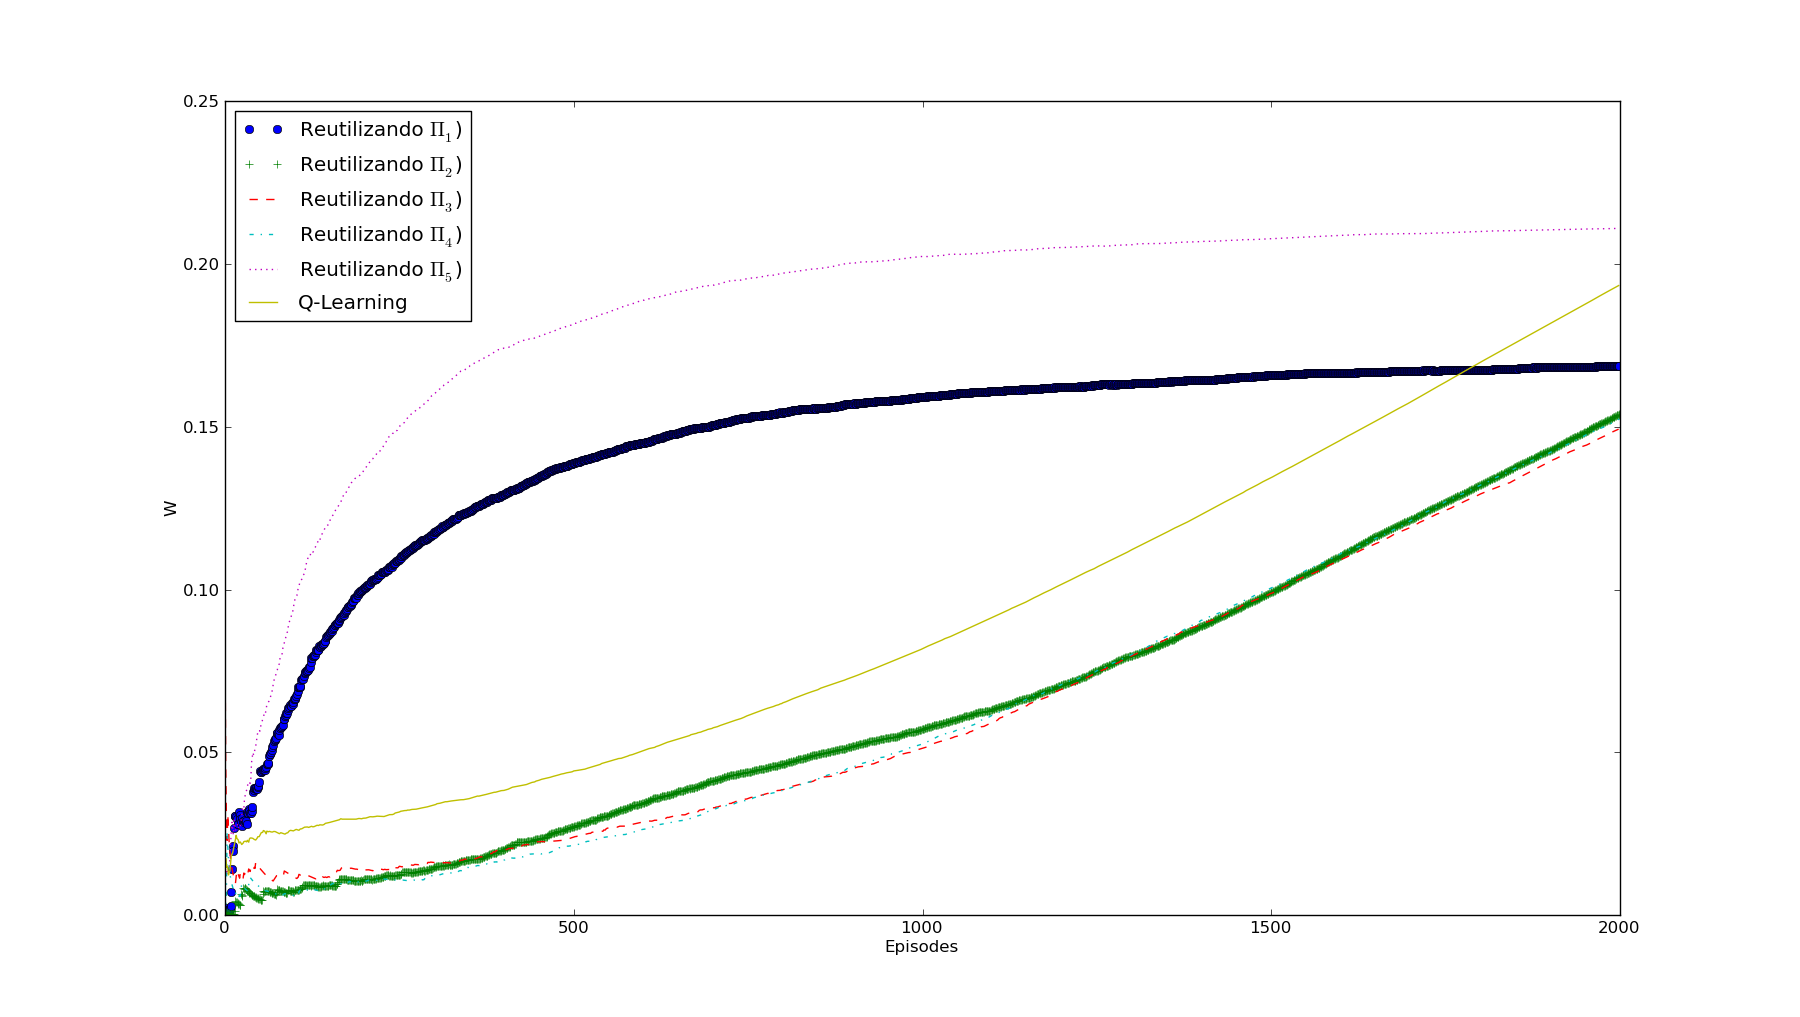 0.25
0.20
0.15
0.10
0.05
0.00
W
Reutilizando Π₁)
Reutilizando Π₂)
Reutilizando Π₃)
Reutilizando Π₄)
Reutilizando Π₅)
Q-Learning
0 500 1000 1500 2000
Episodes